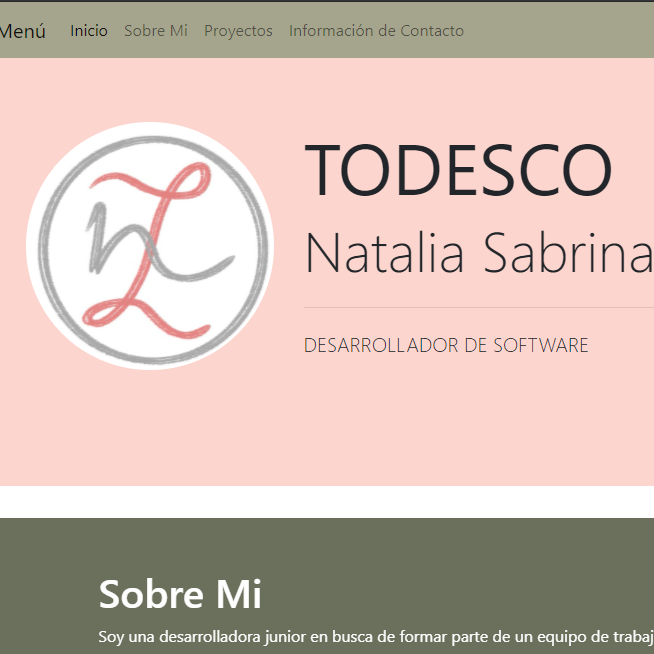 Menú Inicio Sobre Mi Proyectos Información de Contacto
TODESCO
Natalia Sabrina
DESARROLLADOR DE SOFTWARE
Sobre Mi
Soy una desarrolladora junior en busca de formar parte de un equipo de trabaj